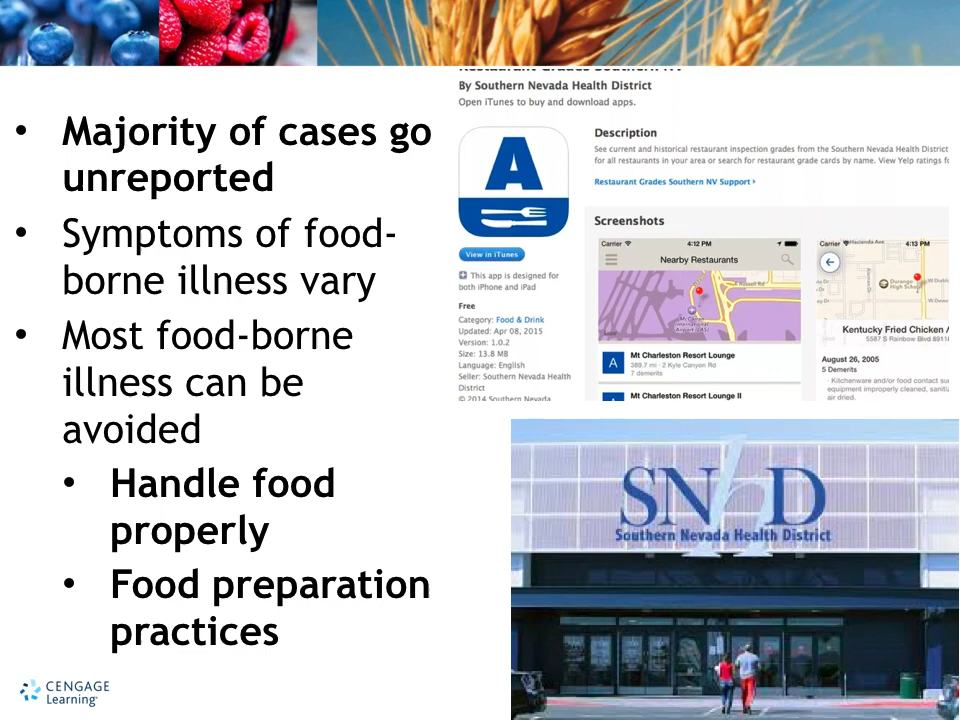 • Majority of cases go
unreported
• Symptoms of food-
borne illness vary
• Most food-borne
illness can be
avoided
• Handle food
properly
• Food preparation
practices
CENGAGE
Learning
Restaurant Grades Southern NV
By Southern Nevada Health District
Open iTunes to buy and download apps.
A
View in iTunes
This app is designed for
both iPhone and iPad
Free
Category: Food & Drink
Updated: Apr 08, 2015
Version: 1.0.2
Size: 13.8 MB
Language: English
Seller: Southern Nevada Health
District
© 2014 Southern Nevada
Description
See current and historical restaurant inspection grades from the Southern Nevada Health District
for all restaurants in your area or search for restaurant grade cards by name. View Yelp ratings
Restaurant Grades Southern NV Support
Screenshots
Carrier 4:12 PM
Nearby Restaurants
A Mt Charleston Resort Lounge
389.7 mi · 2 Kyle Canyon Rd
7 demerits
Mt Charleston Resort Lounge II
Carrier 4:13 PM
Durango
High School
Kentucky Fried Chicken /
5587 S Rainbow Blvd
August 26, 2005
5 Demerits
· Kitchenware and/or food contact
equipment improperly cleaned,
air dried.
SNhD
Southern Nevada Health District